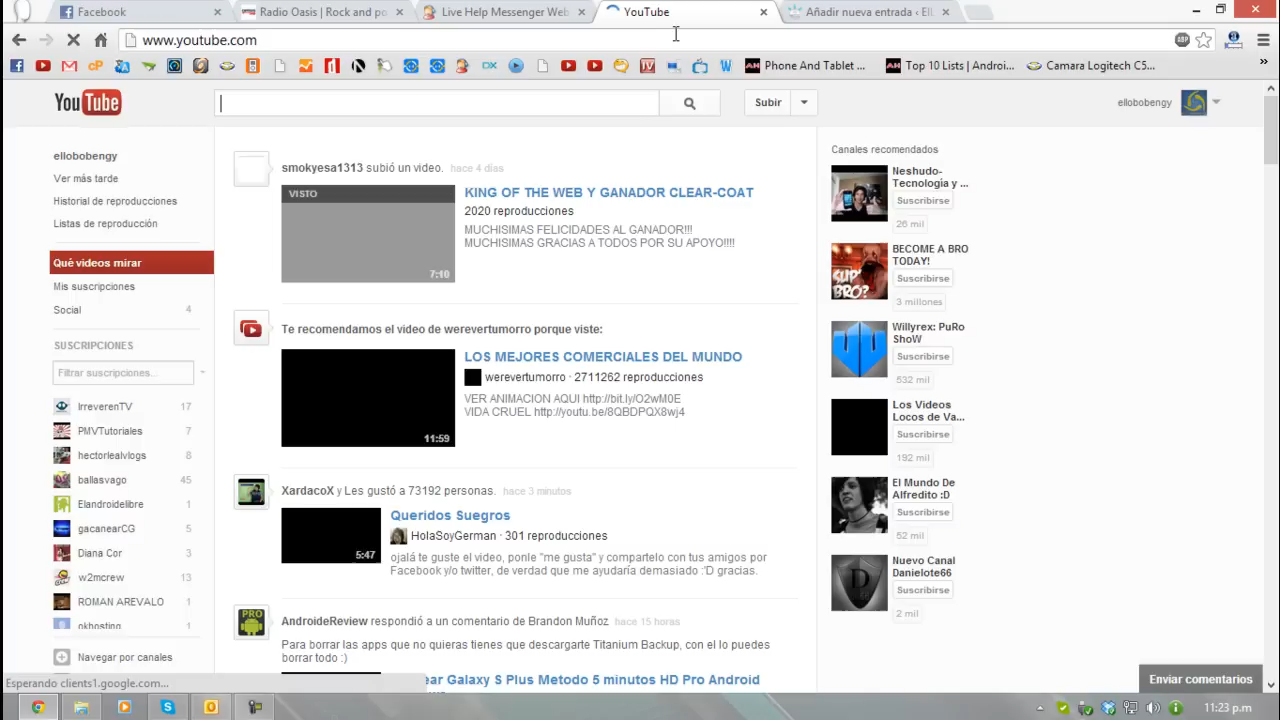 Facebook
Radio Oasis | Rock and po
Live Help Messenger Web
YouTube
Añadir nueva entrada ‹ ElL
www.youtube.com
ABP
Phone And Tablet ...
Top 10 Lists | Androi...
Camara Logitech C5...
YouTube
Subir
ellobobengy
ellobobengy
Ver más tarde
Historial de reproducciones
Listas de reproducción
Qué videos mirar
Mis suscripciones
Social 4
SUSCRIPCIONES
Filtrar suscripciones...
IrreverenTV 17
PMVTutoriales 7
hectorlealvlogs 8
ballasvago 45
Elandroidelibre 1
gacanearCG 5
Diana Cor 3
w2mcrew 13
ROMAN AREVALO 1
okhosting 1
Navegar por canales
smokyesa1313 subió un video. hace 4 días
VISTO
7:10
KING OF THE WEB Y GANADOR CLEAR-COAT
2020 reproducciones
MUCHISIMAS FELICIDADES AL GANADOR!!!
MUCHISIMAS GRACIAS A TODOS POR SU APOYO!!!!
Te recomendamos el video de werevertumorro porque viste:
11:59
LOS MEJORES COMERCIALES DEL MUNDO
werevertumorro · 2711262 reproducciones
VER ANIMACION AQUI http://bit.ly/O2wM0E
VIDA CRUEL http://youtu.be/8QBDPQX8wj4
XardacoX y Les gustó a 73192 personas. hace 3 minutos
5:47
Queridos Suegros
HolaSoyGerman · 301 reproducciones
ojalá te guste el video, ponle "me gusta" y compartelo con tus amigos por
Facebook y/o twitter, de verdad que me ayudaría demasiado :'D gracias.
PRO
AndroideReview respondió a un comentario de Brandon Muñoz hace 15 horas
Para borrar las apps que no quieras tienes que descargarte Titanium Backup, con el lo puedes
borrar todo :)
ear Galaxy S Plus Metodo 5 minutos HD Pro Android
Canales recomendados
Neshudo-
Tecnología y ...
Suscribirse
26 mil
BECOME A BRO
TODAY!
Suscribirse
3 millones
Willyrex: PuRo
ShoW
Suscribirse
532 mil
Los Videos
Locos de Va...
Suscribirse
192 mil
El Mundo De
Alfredito :D
Suscribirse
52 mil
Nuevo Canal
Danielote66
Suscribirse
2 mil
Enviar comentarios
Esperando clients1.google.com...
11:23 p.m